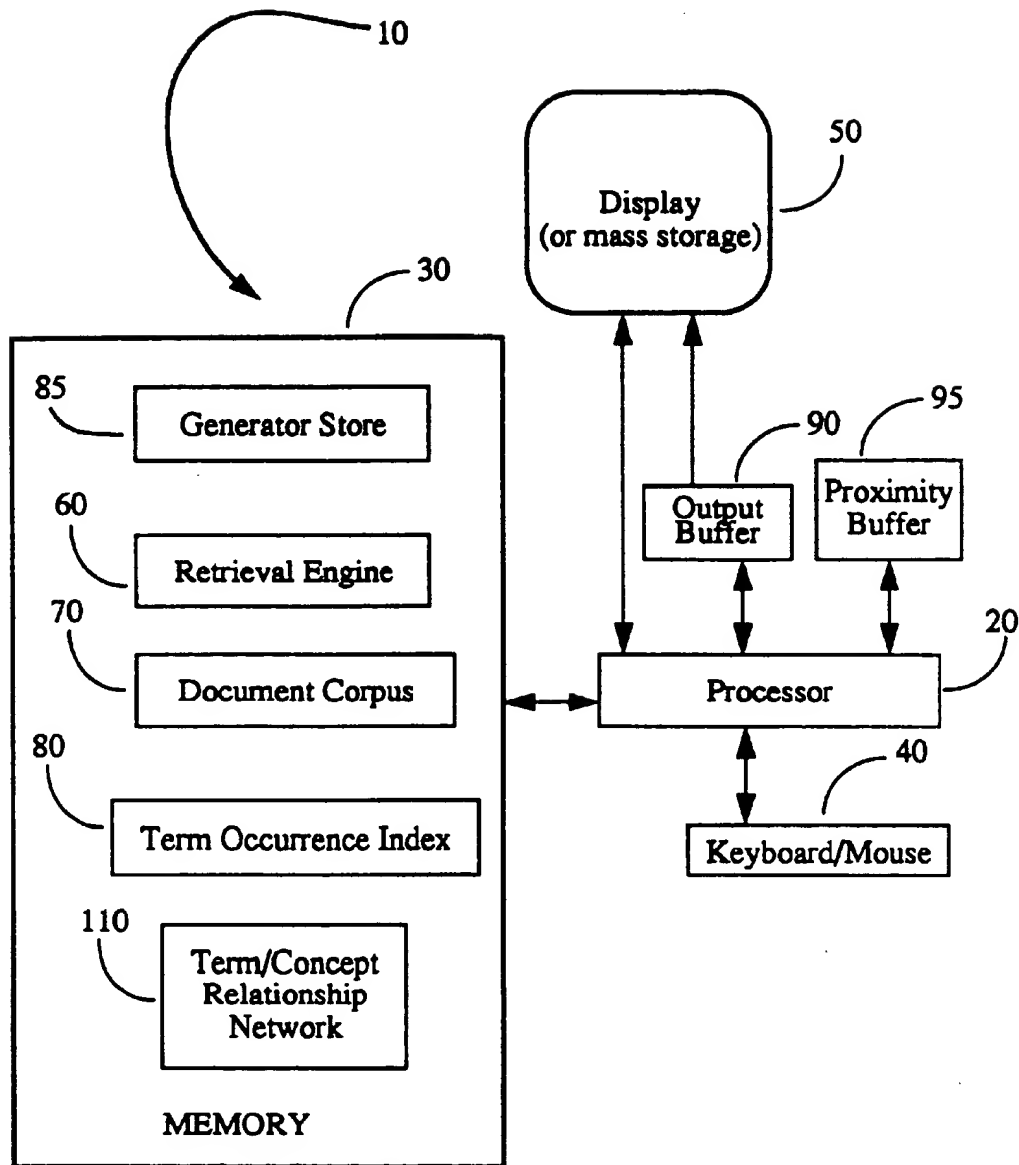 10
50
Display
(or mass storage)
30
85
Generator Store
95
90
Output
Buffer
Proximity
Buffer
60
Retrieval Engine
70
Document Corpus
20
Processor
80
Term Occurrence Index
40
Keyboard/Mouse
110
Term/Concept
Relationship
Network
MEMORY